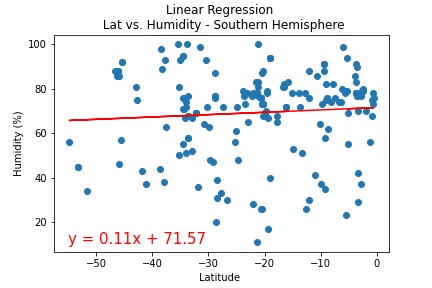 Linear Regression
Lat vs. Humidity - Southern Hemisphere
Humidity (%)
100
80
60
40
20
y = 0.11x + 71.57
−50
−40
−30
−20
−10
0
Latitude